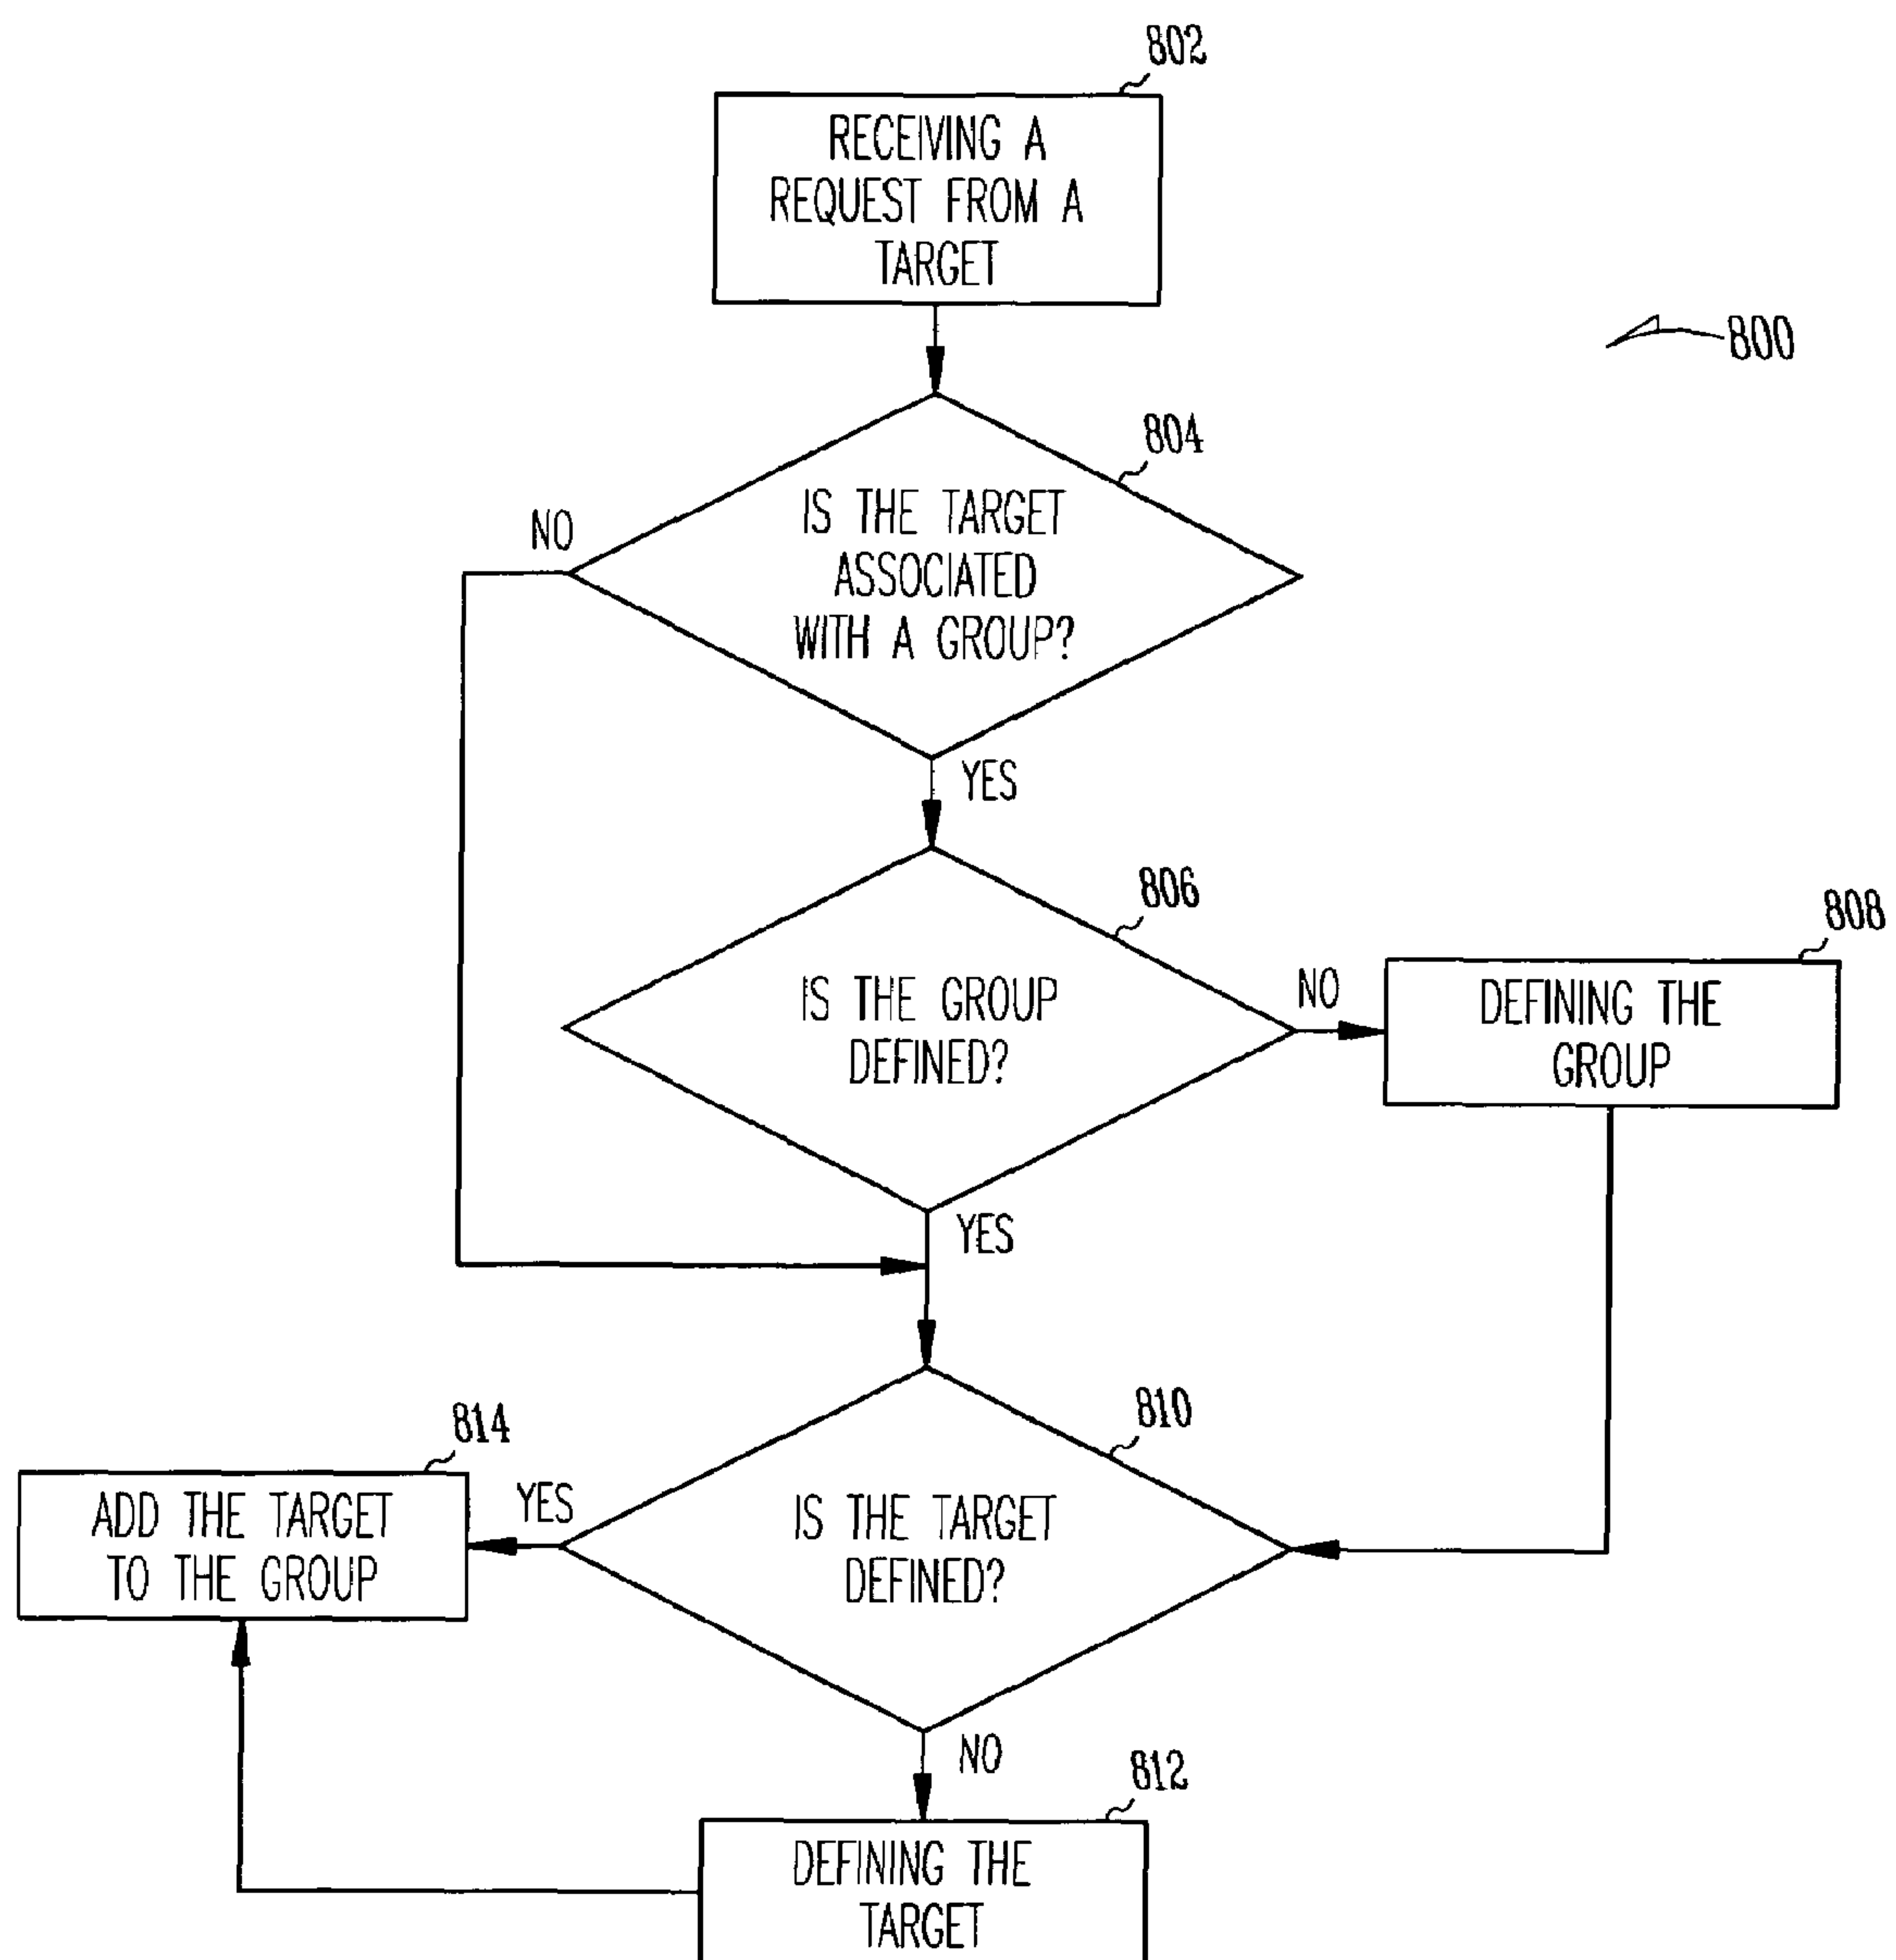 802
RECEIVING A
REQUEST FROM A
TARGET
800
804
IS THE TARGET
ASSOCIATED
WITH A GROUP?
NO
YES
806
IS THE GROUP
DEFINED?
NO
808
DEFINING THE
GROUP
YES
810
IS THE TARGET
DEFINED?
YES
814
ADD THE TARGET
TO THE GROUP
NO
812
DEFINING THE
TARGET